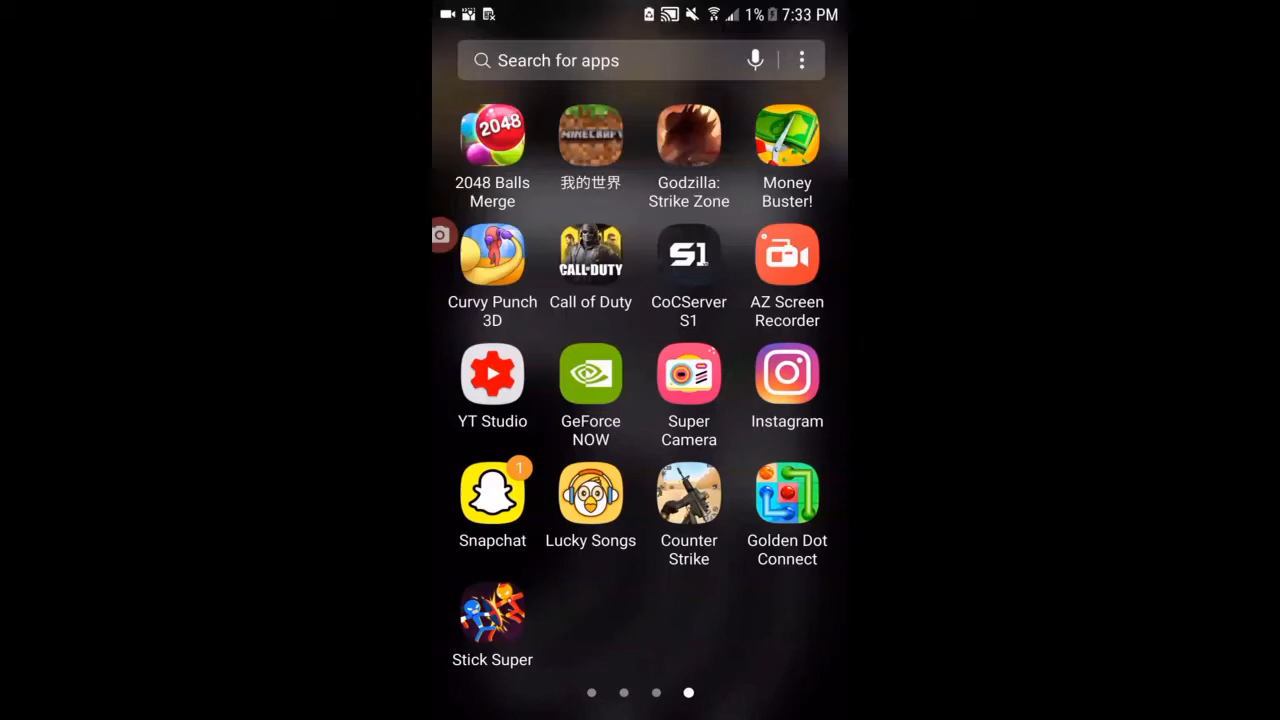 1% 7:33 PM
Search for apps
2048
MINECRAFT
2048 Balls
Merge
我的世界
Godzilla:
Strike Zone
Money
Buster!
CALL OF DUTY
S1
Curvy Punch
3D
Call of Duty
CoCServer
S1
AZ Screen
Recorder
YT Studio
GeForce
NOW
Super
Camera
Instagram
1
Snapchat
Lucky Songs
Counter
Strike
Golden Dot
Connect
Stick Super